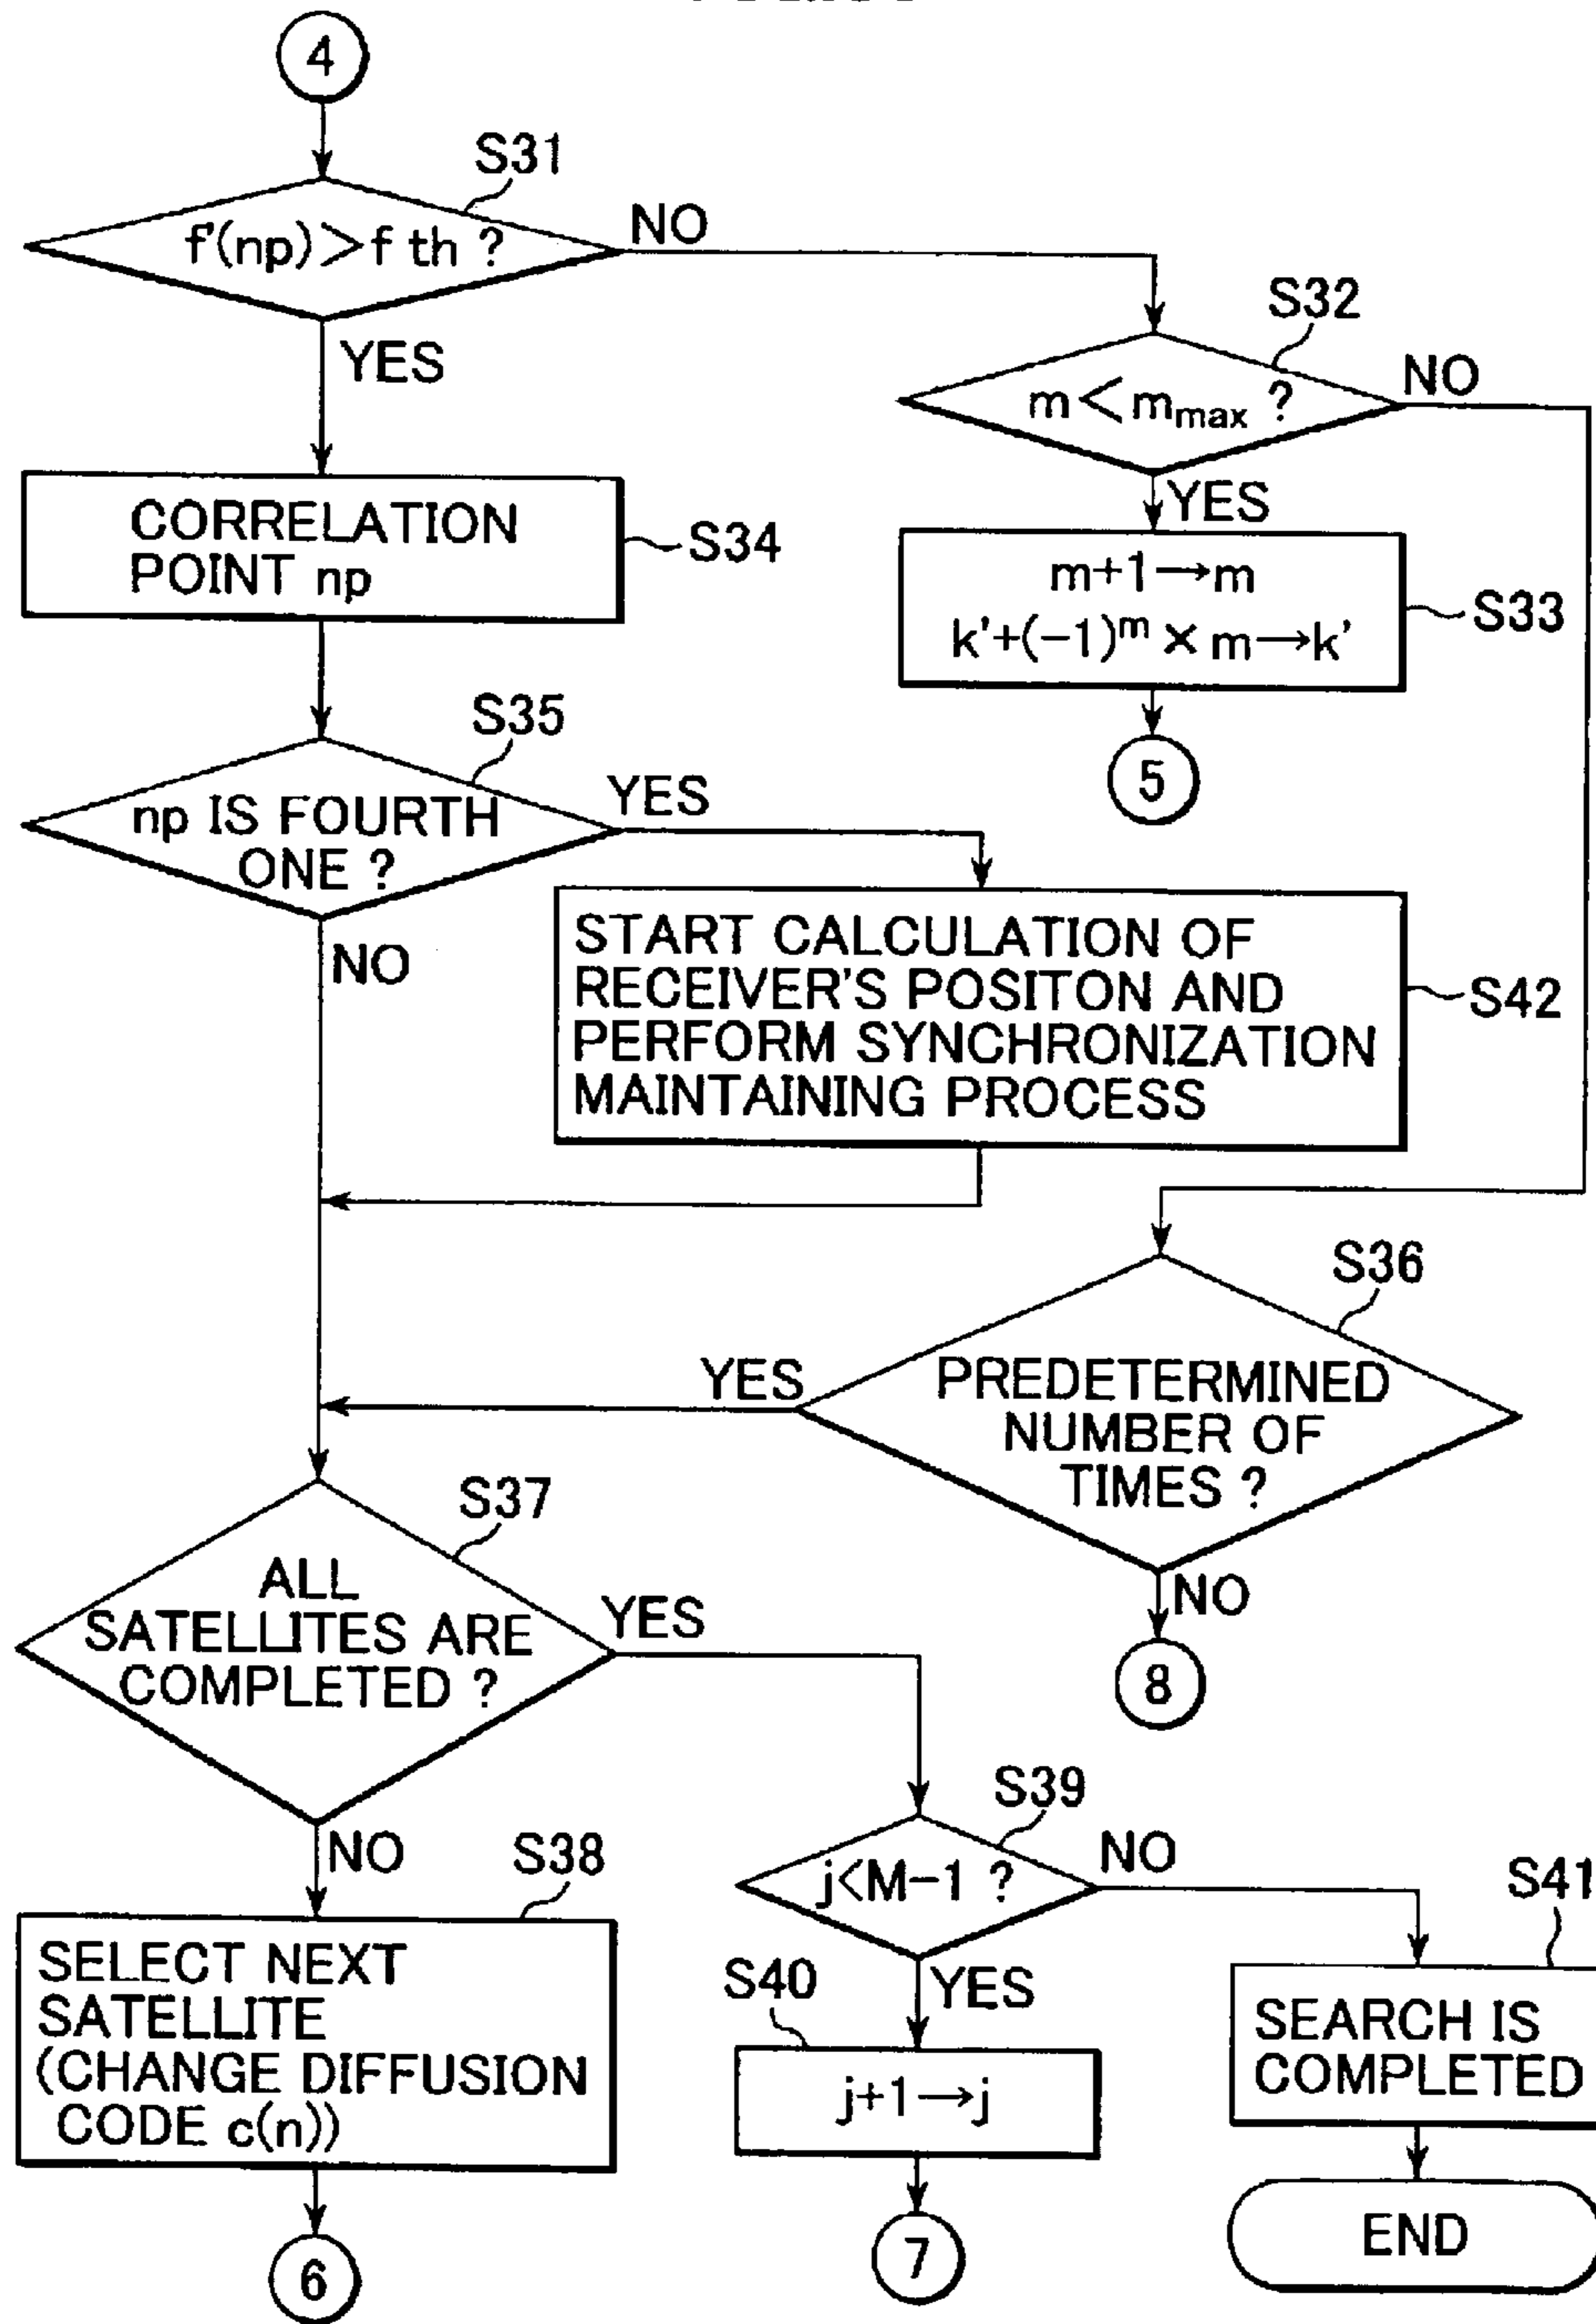 4
S31
f'(np)>f th ?
NO
YES
S32
m<mmax ?
NO
YES
CORRELATION
POINT np
S34
m+1→m
k'+(-1)^m × m→k'
S33
5
S35
np IS FOURTH
ONE ?
YES
NO
START CALCULATION OF
RECEIVER'S POSITON AND
PERFORM SYNCHRONIZATION
MAINTAINING PROCESS
S42
S36
PREDETERMINED
NUMBER OF
TIMES ?
YES
NO
8
S37
ALL
SATELLITES ARE
COMPLETED ?
YES
NO
S38
SELECT NEXT
SATELLITE
(CHANGE DIFFUSION
CODE c(n))
6
S39
j<M-1 ?
NO
YES
S40
j+1→j
7
S41
SEARCH IS
COMPLETED
END